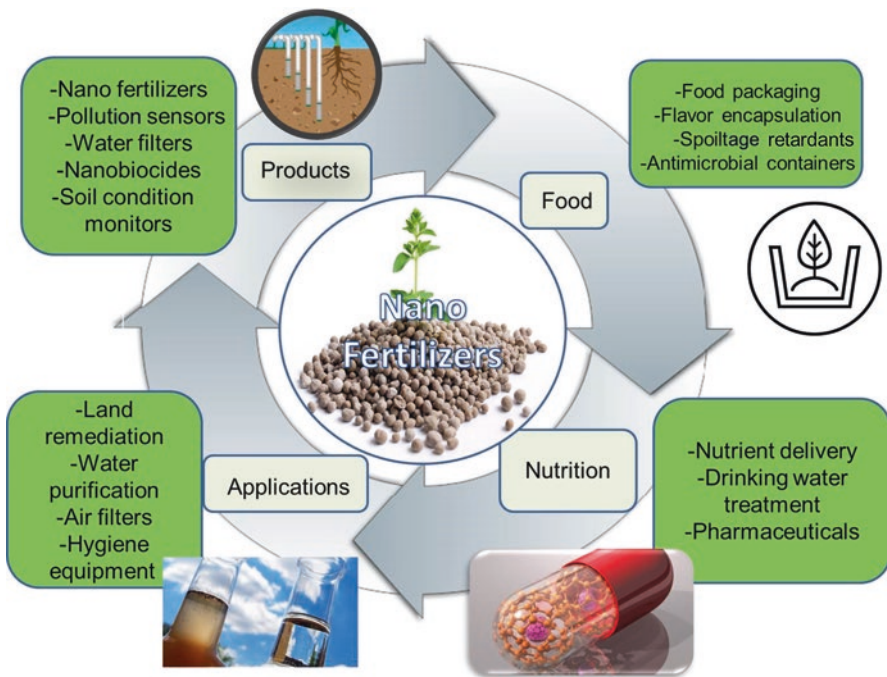 -Nano fertilizers
-Pollution sensors
-Water filters
-Nanobiocides
-Soil condition
monitors
Products
-Food packaging
-Flavor encapsulation
-Spoiltage retardants
-Antimicrobial containers
Food
Nano
Fertilizers
-Land
remediation
-Water
purification
-Air filters
-Hygiene
equipment
Applications
Nutrition
-Nutrient delivery
-Drinking water
treatment
-Pharmaceuticals